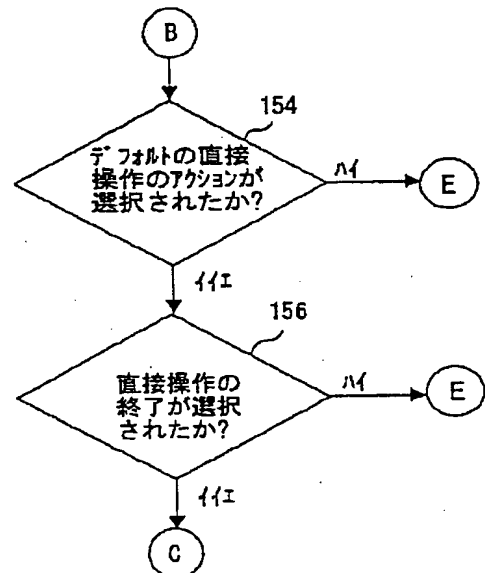 B
154
ﾃﾞﾌｫﾙﾄの直接
操作のｱｸｼｮﾝが
選択されたか?
ﾊｲ
E
ｲｲｴ
156
直接操作の
終了が選択
されたか?
ﾊｲ
E
ｲｲｴ
C